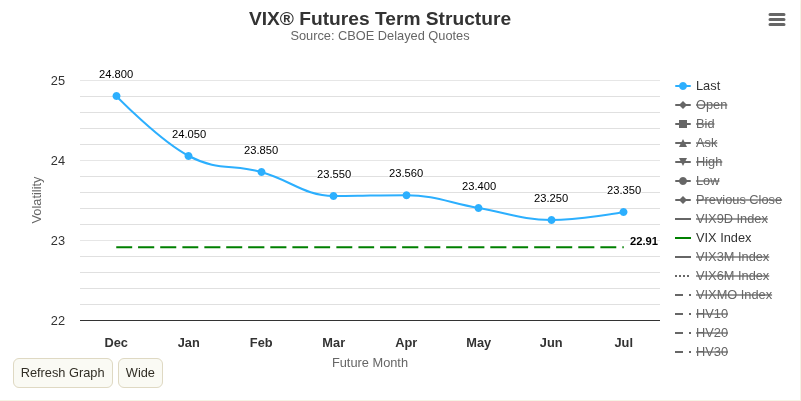 VIX® Futures Term Structure
Source: CBOE Delayed Quotes
Volatility
25
24
23
22
24.800
24.050
23.850
23.550
23.560
23.400
23.250
23.350
22.91
Dec
Jan
Feb
Mar
Apr
May
Jun
Jul
Future Month
Last
Open
Bid
Ask
High
Low
Previous Close
VIX9D Index
VIX Index
VIX3M Index
VIX6M Index
VIXMO Index
HV10
HV20
HV30
Refresh Graph
Wide